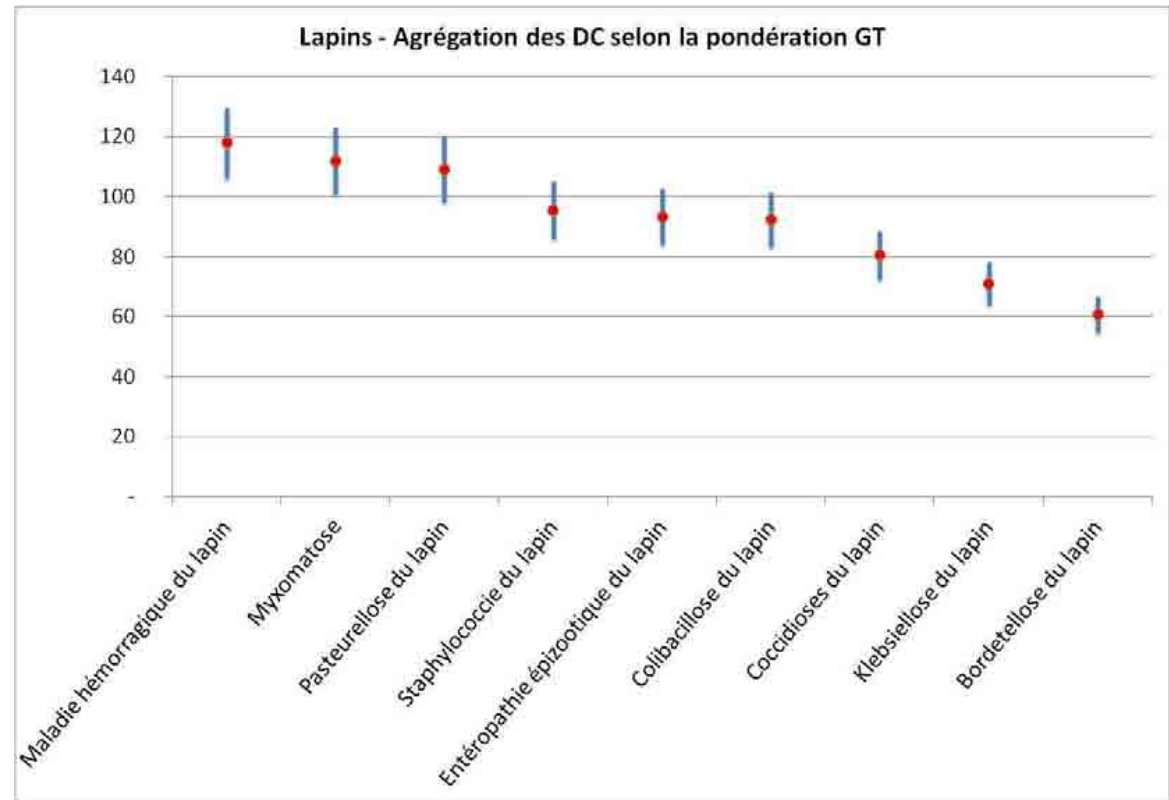 Lapins - Agrégation des DC selon la pondération GT
140
120
100
80
60
40
20
-
Maladie hémorragique du lapin
Myxomatose
Pasteurellose du lapin
Staphylococcie du lapin
Entéropathie épizootique du lapin
Colibacillose du lapin
Coccidioses du lapin
Klebsiellose du lapin
Bordetellose du lapin